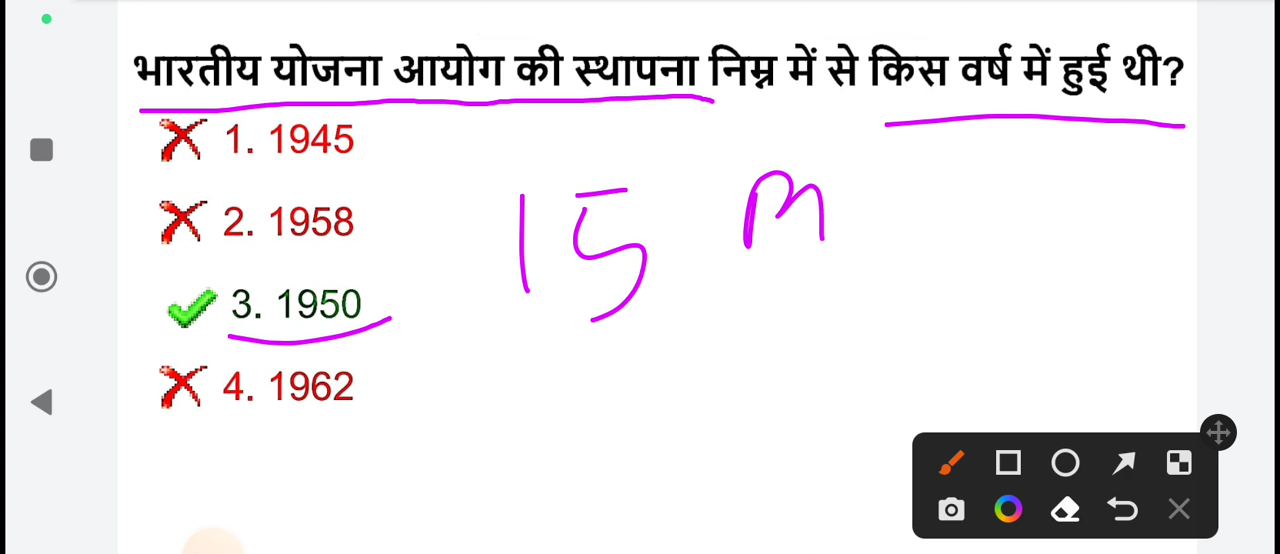 भारतीय योजना आयोग की स्थापना निम्न में से किस वर्ष में हुई थी?
1. 1945
2. 1958
15 m
3. 1950
4. 1962